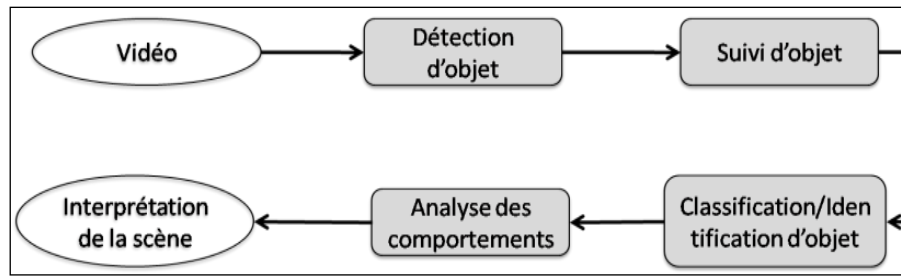 Vidéo
Détection
d'objet
Suivi d'objet
Classification/Iden
tification d'objet
Analyse des
comportements
Interprétation
de la scène